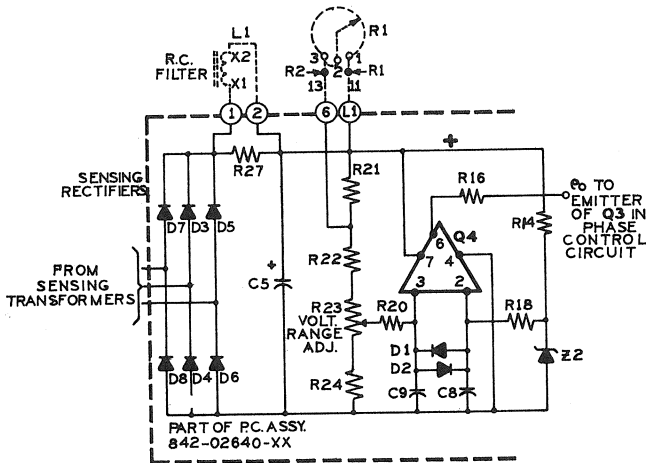 L1
R.C.
FILTER
X2
X1
R1
3
1
2
R2
R1
13
11
1
2
6
L1
+
R27
R21
R16
eo TO
EMITTER
OF Q3 IN
PHASE
CONTROL
CIRCUIT
SENSING
RECTIFIERS
D7 D3 D5
R14
6
Q4
7
4
3
2
FROM
SENSING
TRANSFORMERS
+
C5
R22
R23
VOLT.
RANGE
ADJ.
R20
R18
D1
D2
Z2
D8 D4 D6
R24
C9
C8
PART OF P.C. ASSY.
842-02640-XX